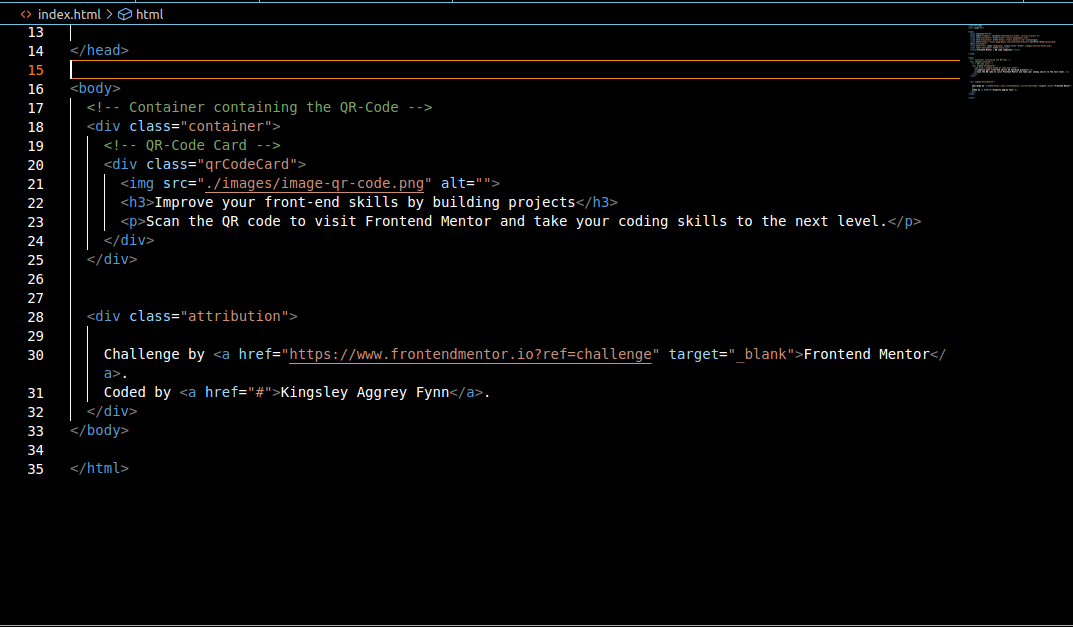 <> index.html > html
13
14 </head>
15
16 <body>
17 <!-- Container containing the QR-Code -->
18 <div class="container">
19 <!-- QR-Code Card -->
20 <div class="qrCodeCard">
21 <img src="./images/image-qr-code.png" alt="">
22 <h3>Improve your front-end skills by building projects</h3>
23 <p>Scan the QR code to visit Frontend Mentor and take your coding skills to the next level.</p>
24 </div>
25 </div>
26
27
28 <div class="attribution">
29
30 Challenge by <a href="https://www.frontendmentor.io?ref=challenge" target="_blank">Frontend Mentor</
a>.
31 Coded by <a href="#">Kingsley Aggrey Fynn</a>.
32 </div>
33 </body>
34
35 </html>